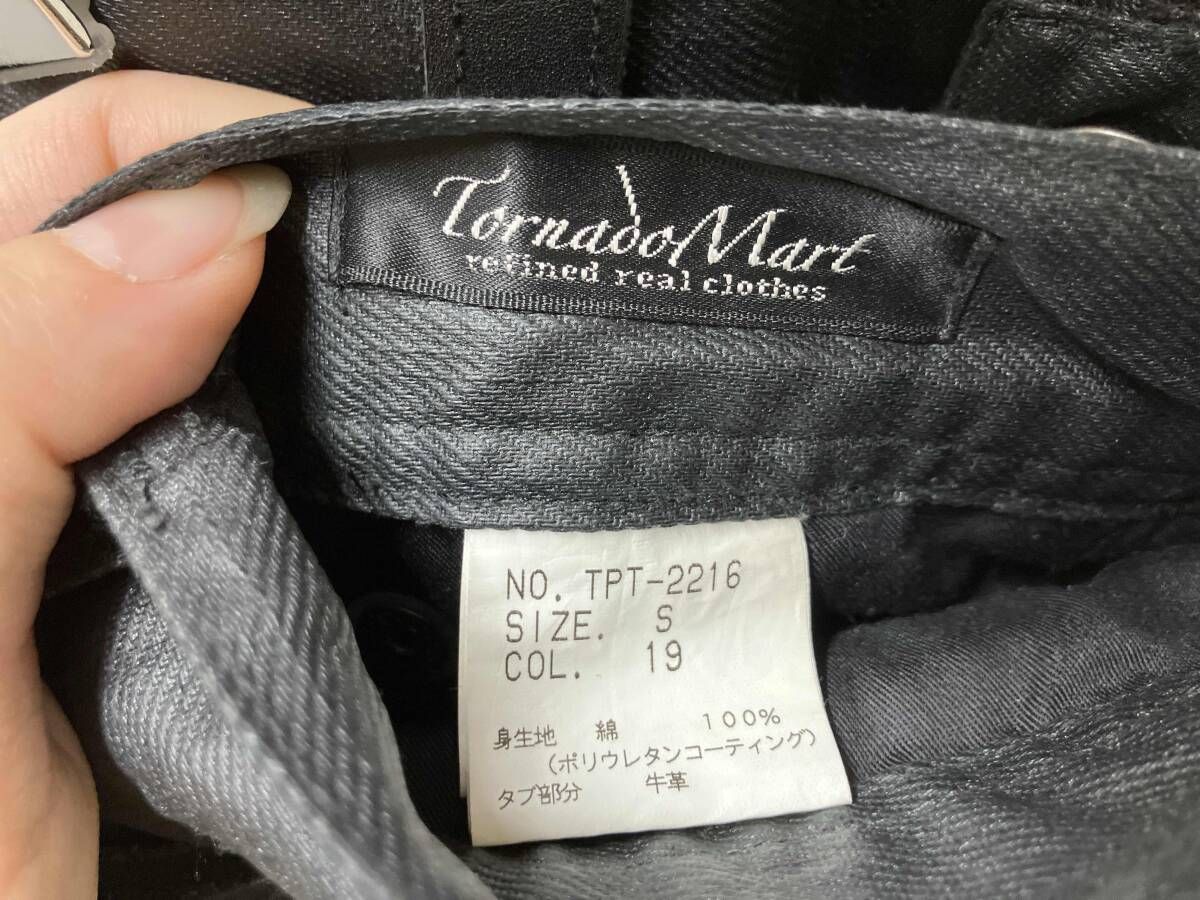 TornadoMart
refined real clothes
NO. TPT-2216
SIZE. S
COL. 19
身生地 綿 100%
(ポリウレタンコーティング)
タブ部分 牛革